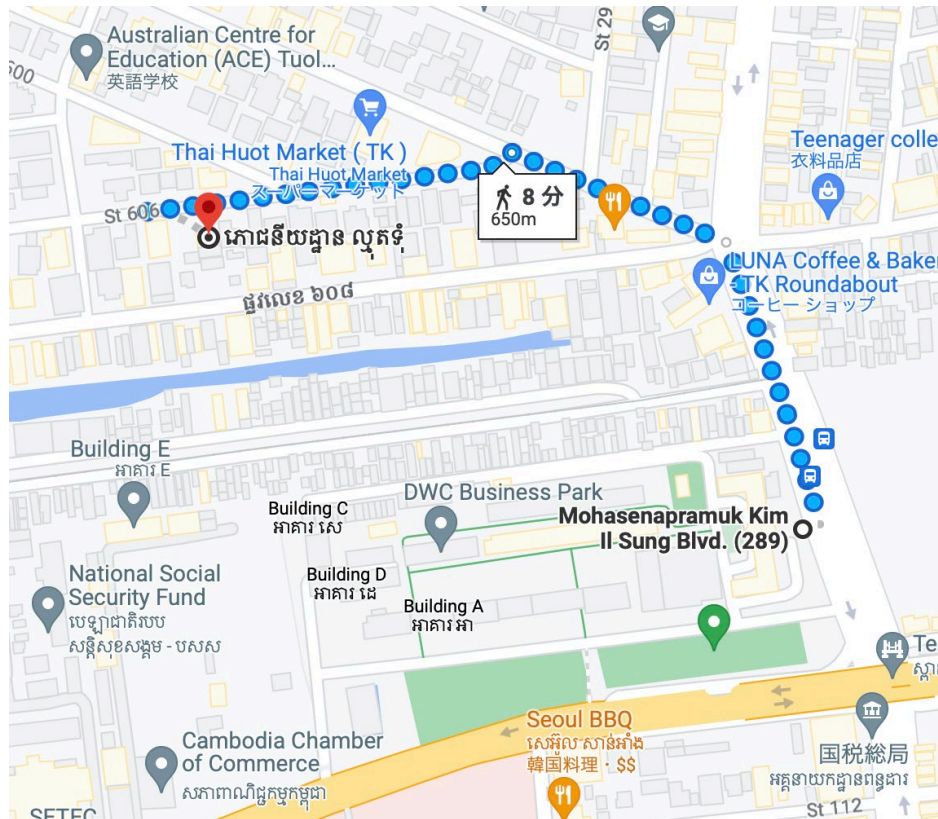 Australian Centre for
Education (ACE) Tuol...
英語学校
600
St 29
Thai Huot Market ( TK )
Thai Huot Market
スーパーマーケット
8 分
650m
Teenager colle
衣料品店
St 606
ភោជនីយដ្ឋាន ល្មុតទុំ
ផ្លូវលេខ ៦០៨
LUNA Coffee & Baker
- TK Roundabout
コーヒー ショップ
Building E
អាគារ E
Building C
អាគារ សេ
DWC Business Park
Mohasenapramuk Kim
Il Sung Blvd. (289)
Building D
អាគារ ដេ
Building A
អាគារ អា
National Social
Security Fund
បេឡាជាតិរបប
សន្តិសុខសង្គម - បសស
Te
ស្ពា
Seoul BBQ
សេអ៊ូល សាន់អាំង
韓国料理・$$
Cambodia Chamber
of Commerce
សភាពាណិជ្ជកម្មកម្ពុជា
国税総局
អគ្គនាយកដ្ឋានពន្ធដារ
St 112
SETEC